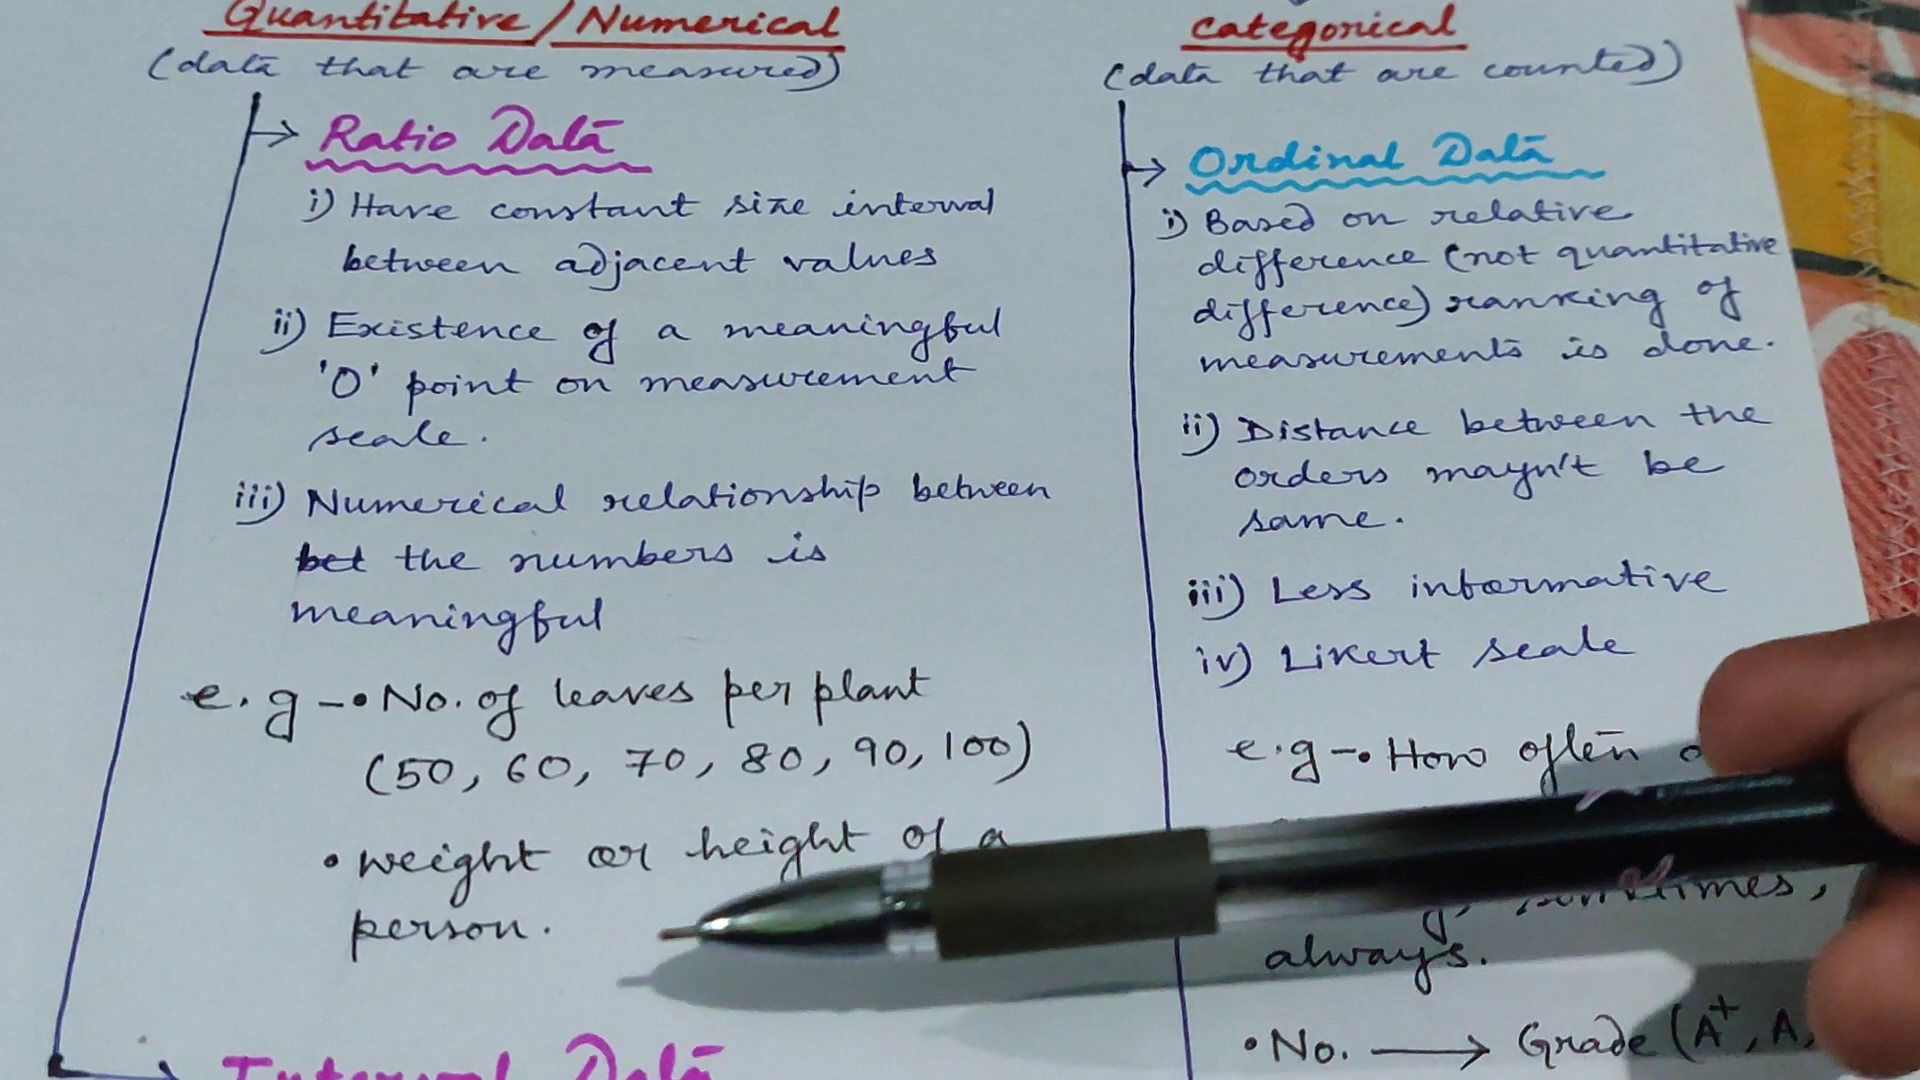 Quantitative/Numerical
(data that are measured)
Ratio Data
i) Have constant size interval
between adjacent values
ii) Existence of a meaningful
'0' point on measurement
scale.
iii) Numerical relationship between
bet the numbers is
meaningful
e.g - • No. of leaves per plant
(50, 60, 70, 80, 90, 100)
• weight or height of a
person.
Interval Data
categorical
(data that are counted)
Ordinal Data
i) Based on relative
difference (not quantitative
difference) ranking of
measurements is done.
ii) Distance between the
orders mayn't be
same.
iii) Less informative
iv) Likert scale
e.g - • How often
sometimes,
always.
• No. → Grade (A+, A,